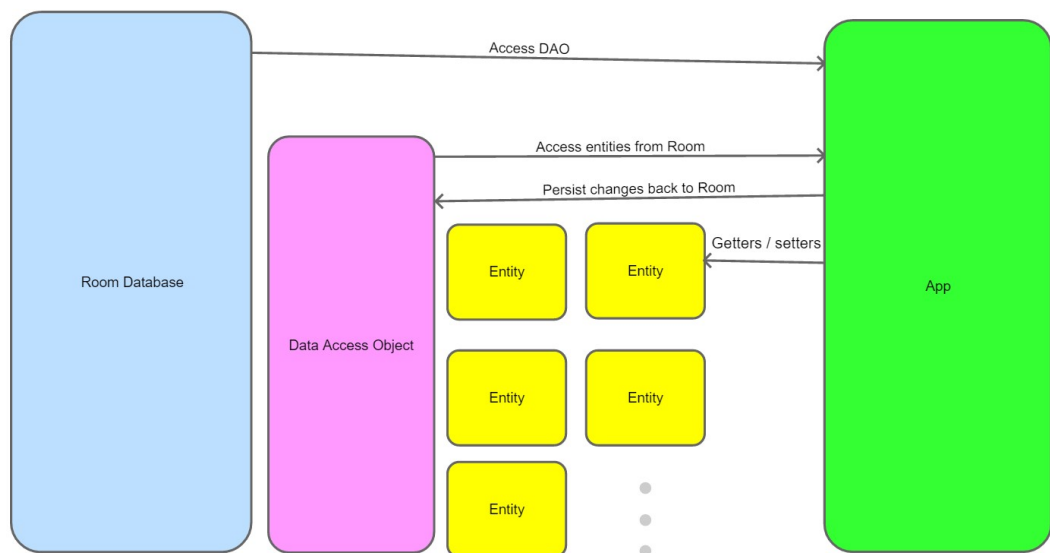 Access DAO
Access entities from Room
Persist changes back to Room
Getters / setters
Entity
Entity
Room Database
App
Data Access Object
Entity
Entity
Entity